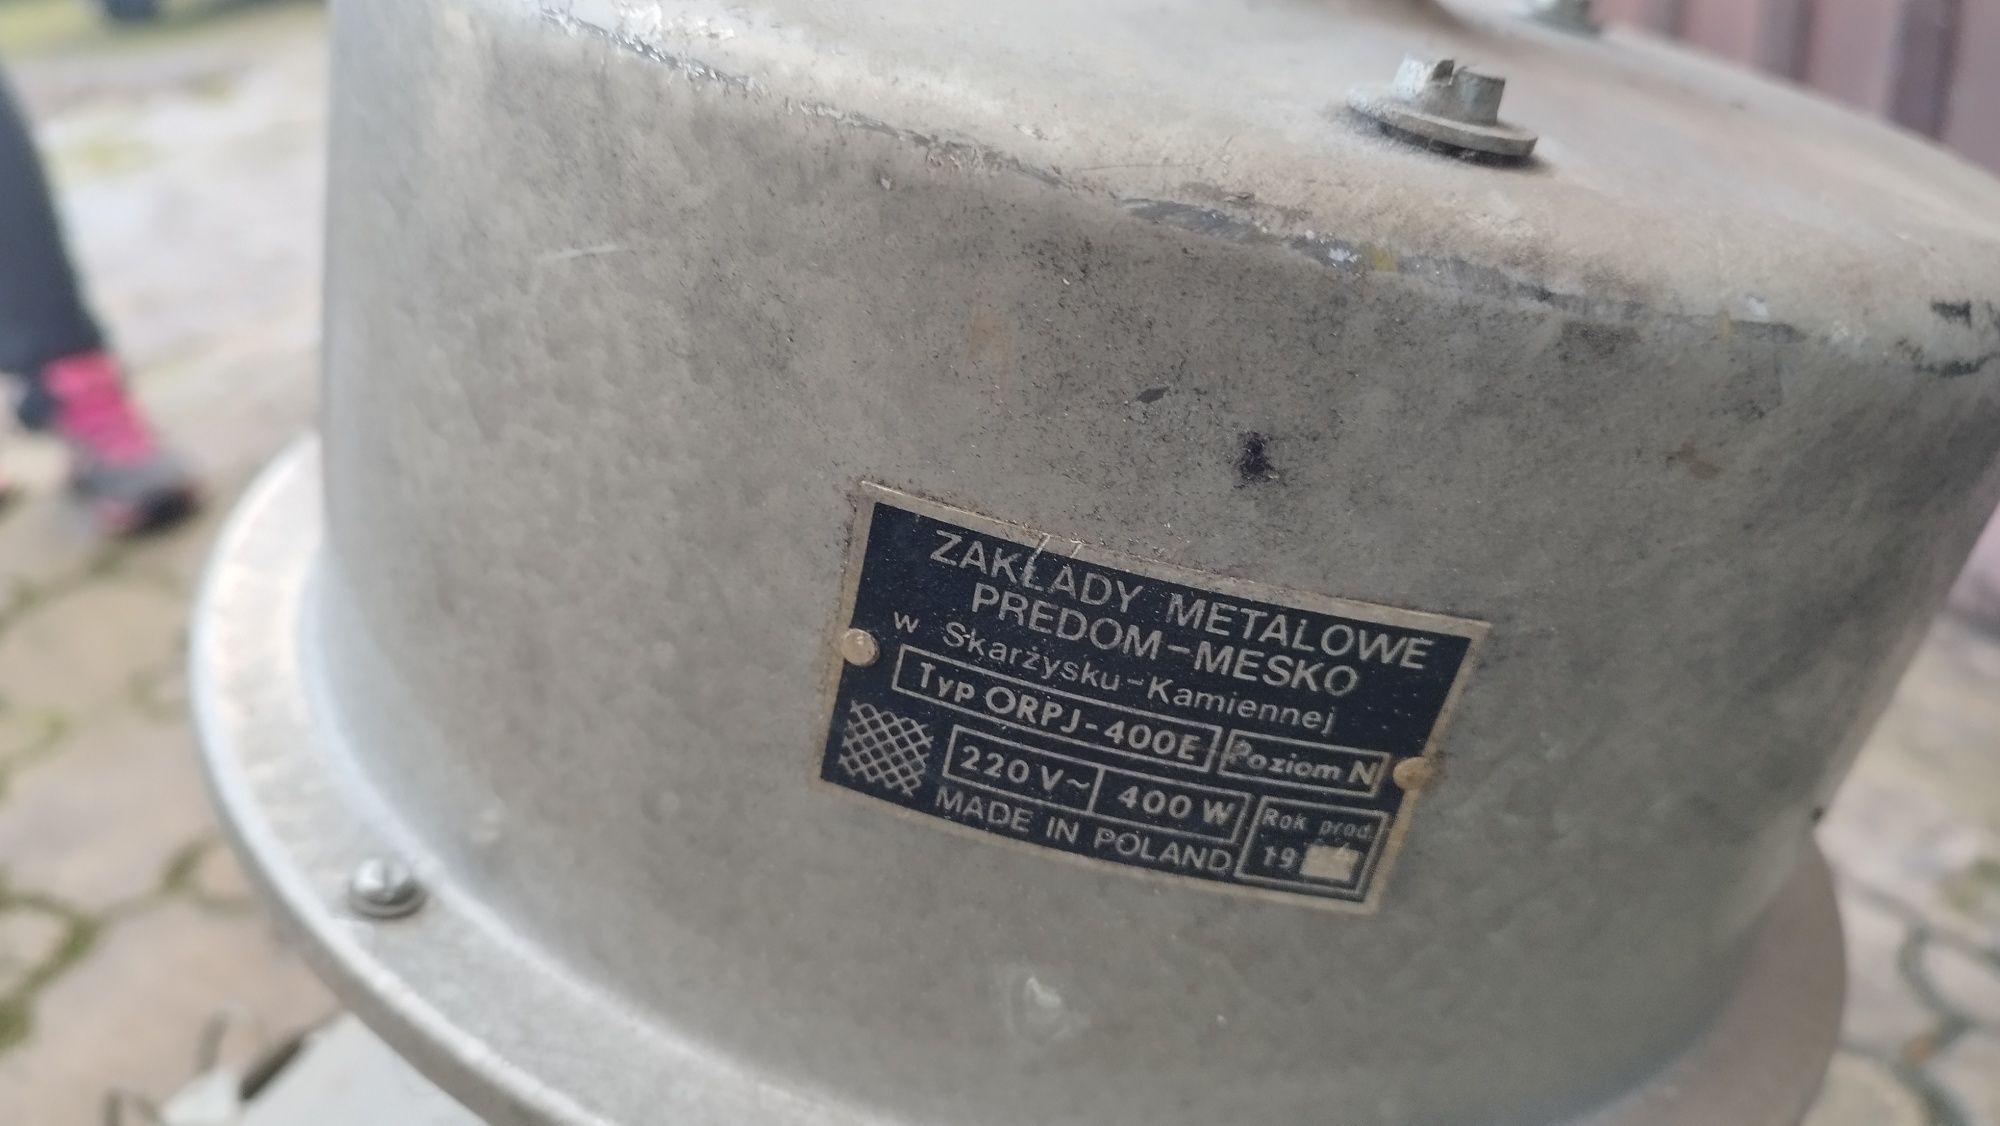 ZAKŁADY METALOWE
PREDOM-MESKO
w Skarżysku-Kamiennej
Typ ORPJ-400E Poziom N
220 V~ 400 W
Rok prod.
19
MADE IN POLAND